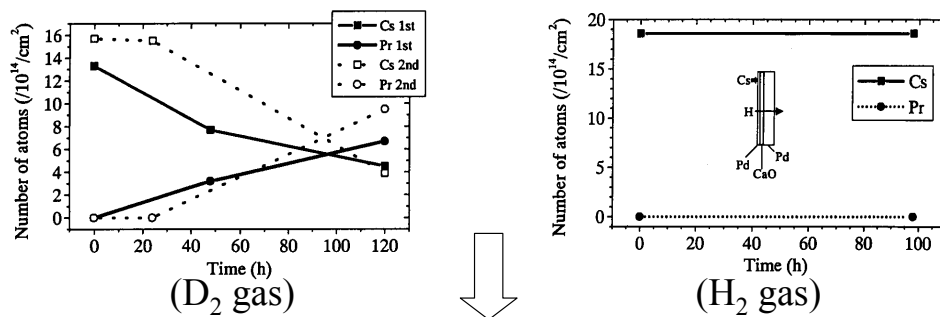 Number of atoms (/10¹⁴/cm²)
16
14
12
10
8
6
4
2
0
0 20 40 60 80 100 120
Time (h)
Cs 1st
Pr 1st
Cs 2nd
Pr 2nd
(D₂ gas)
Number of atoms (/10¹⁴/cm²)
20
15
10
5
0
0 20 40 60 80 100
Time (h)
Cs
Pr
Cs
H
Pd
Pd
CaO
(H₂ gas)